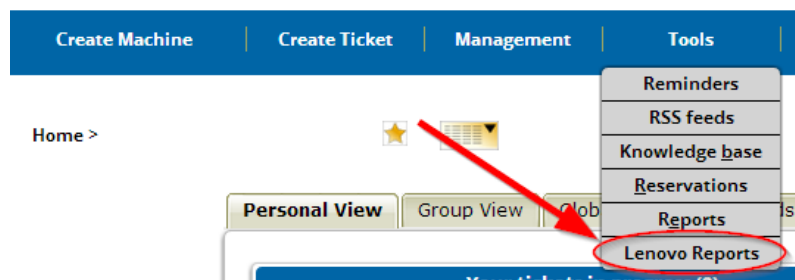 Create Machine Create Ticket Management Tools
Reminders
RSS feeds
Home >
Knowledge base
Reservations
Personal View Group View
Reports
Lenovo Reports